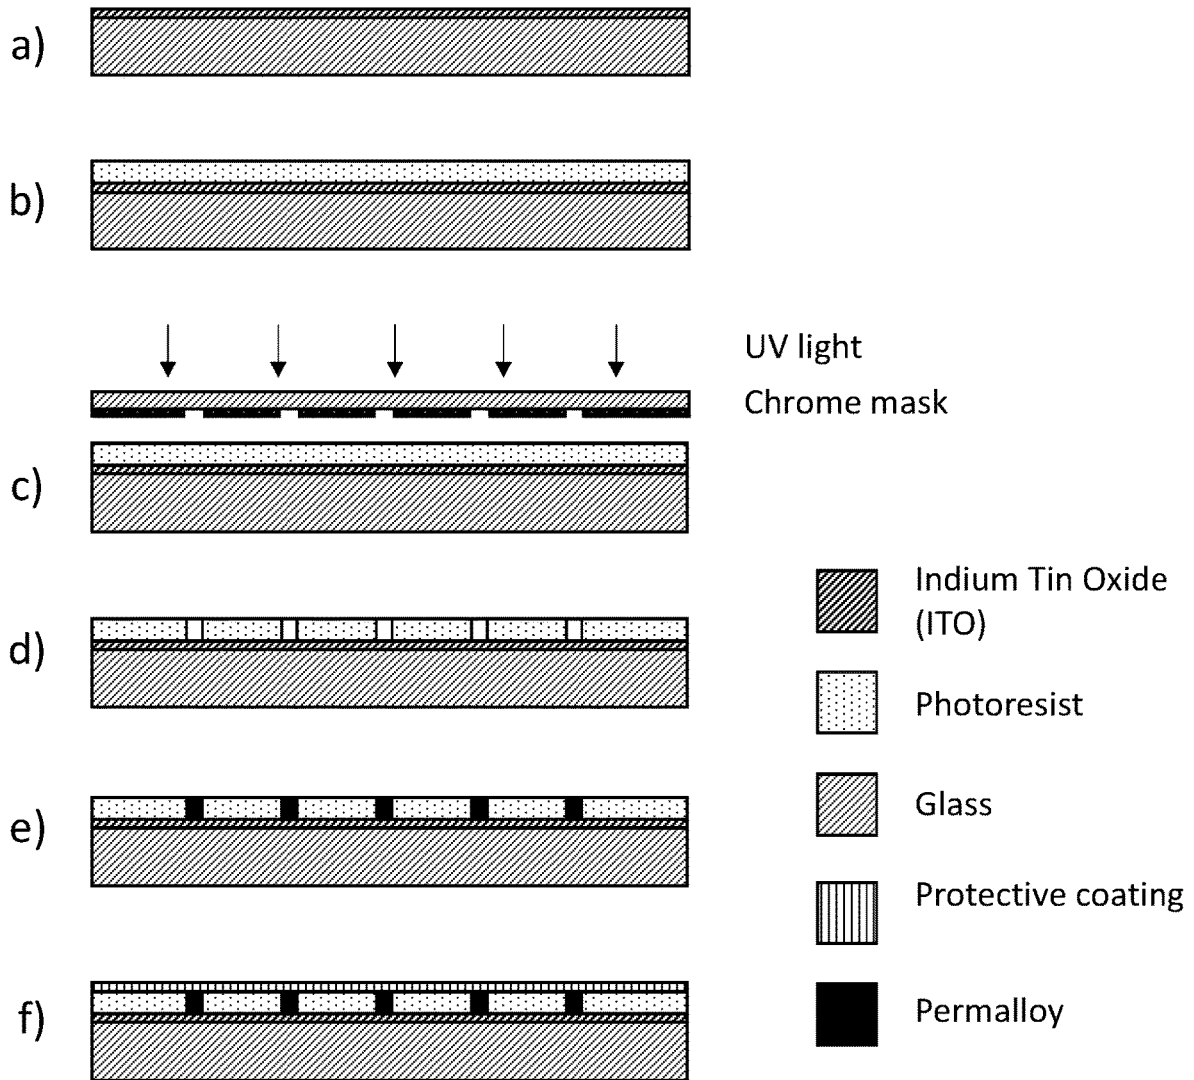 a)
b)
UV light
Chrome mask
c)
Indium Tin Oxide
(ITO)
d)
Photoresist
Glass
e)
Protective coating
Permalloy
f)